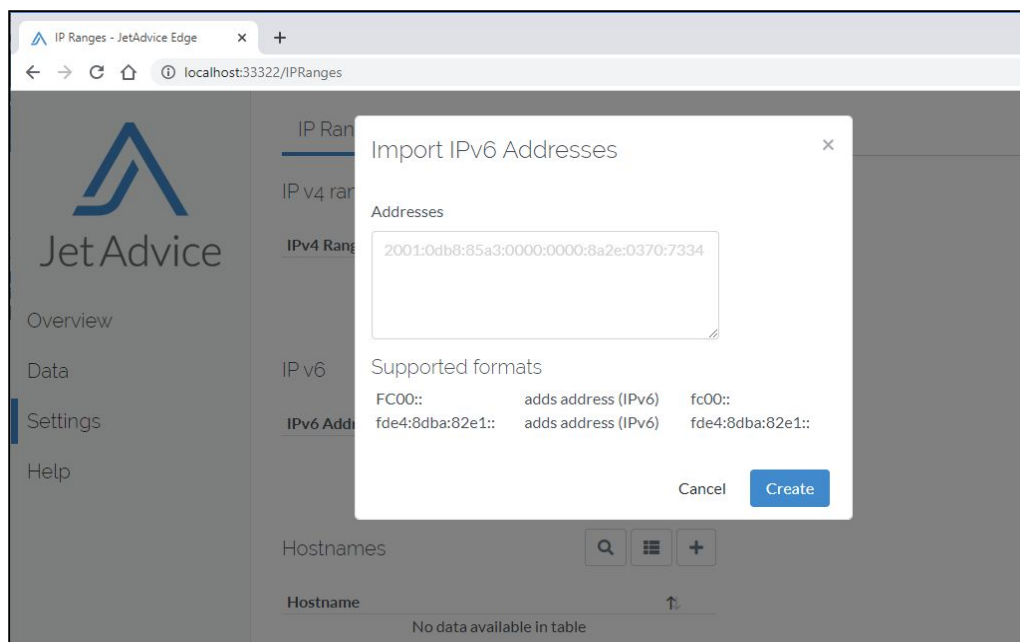 IP Ranges - JetAdvice Edge
localhost:33322/IPRanges
JetAdvice
Overview
Data
Settings
Help
IP Ran
IP v4 ran
IPv4 Rang
IP v6
IPv6 Addr
Import IPv6 Addresses
×
Addresses
2001:0db8:85a3:0000:0000:8a2e:0370:7334
Supported formats
FC00:: adds address (IPv6) fc00::
fde4:8dba:82e1:: adds address (IPv6) fde4:8dba:82e1::
Cancel Create
Hostnames
Hostname
No data available in table